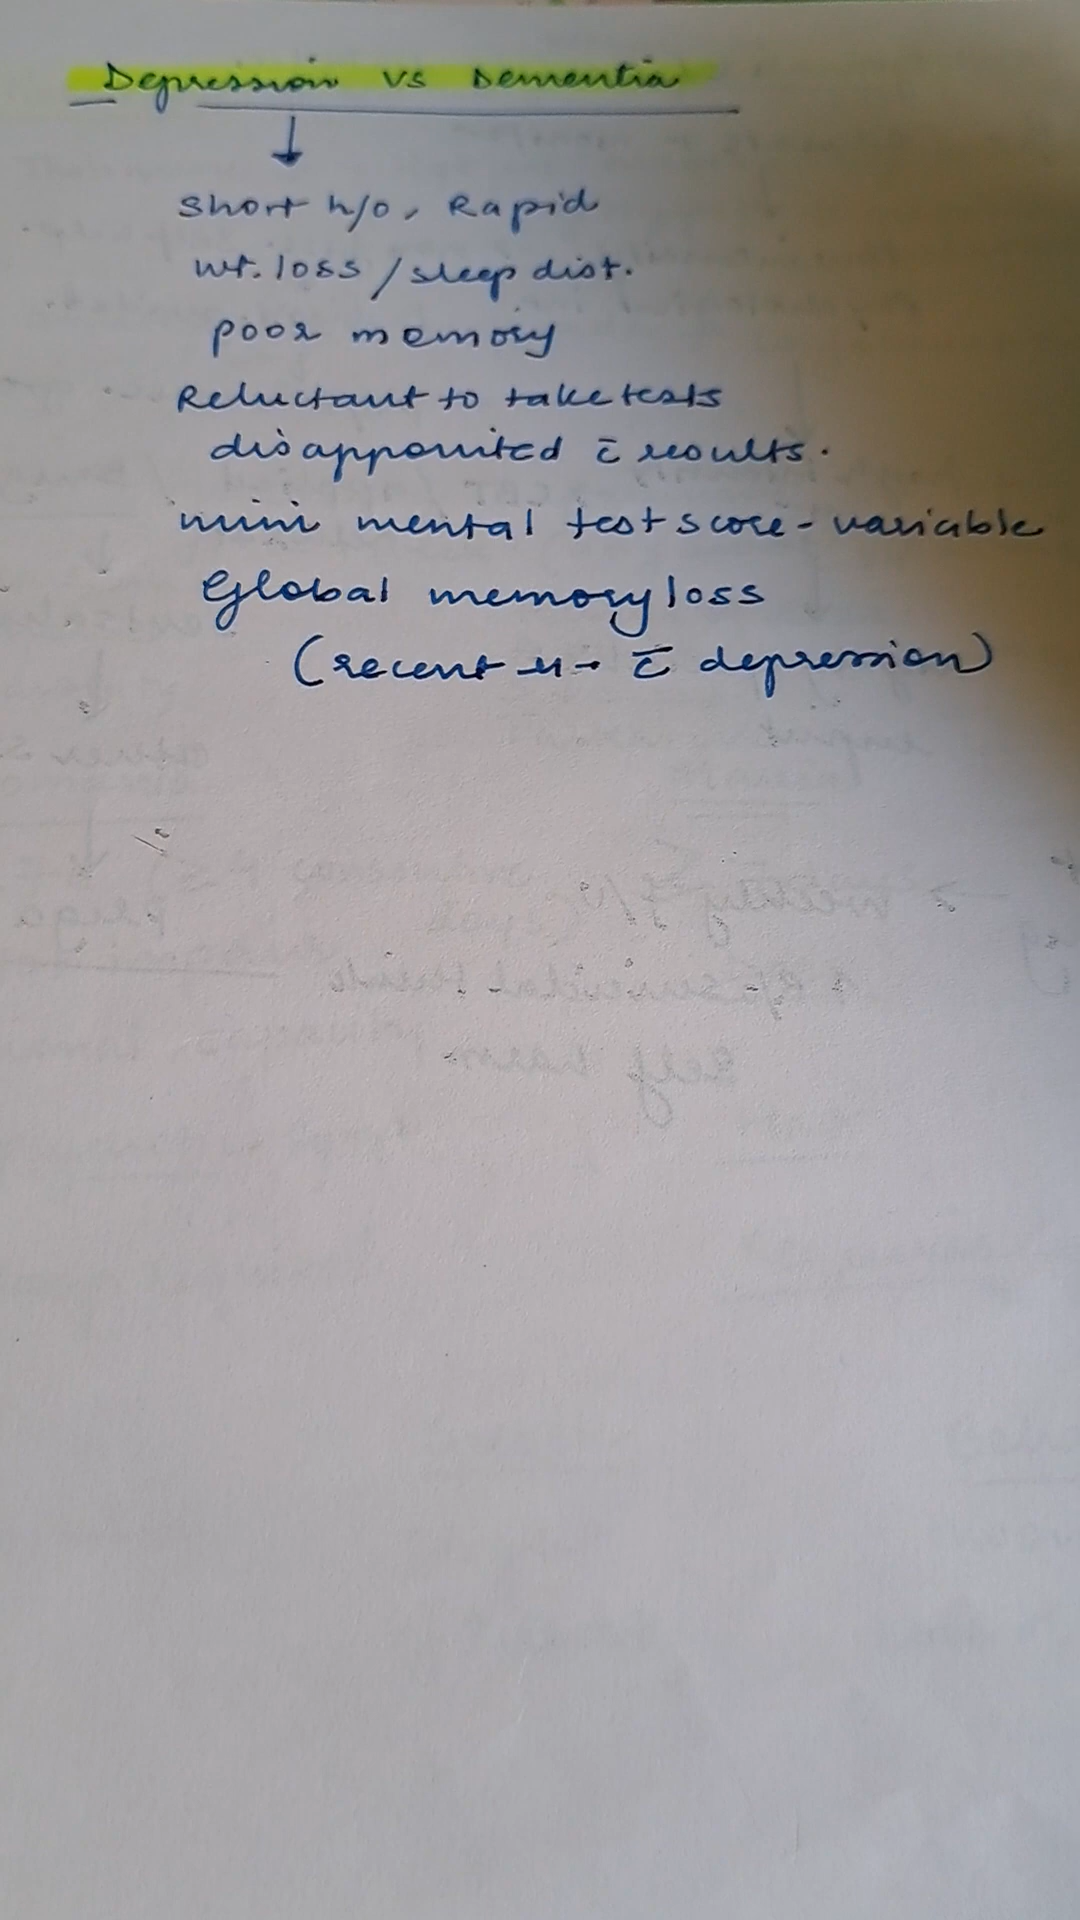 Depression vs Dementia
↓
Short h/o, Rapid
wt. loss / sleep dist.
poor memory
Reluctant to take tests
disappointed c̄ results.
mini mental test score - variable
Global memory loss
(recent c̄ depression)